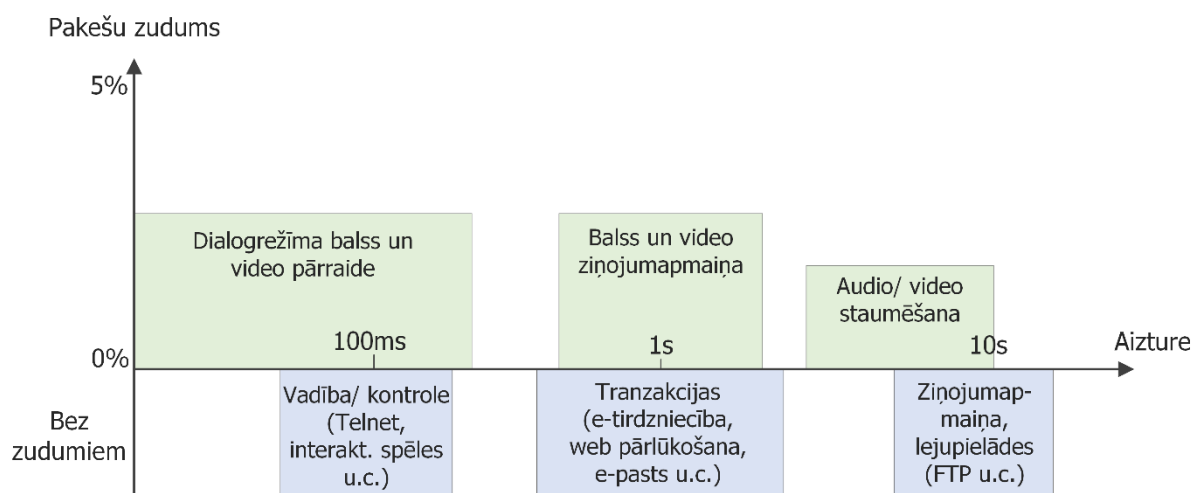 Pakešu zudums
5%
Dialogrežīma balss un
video pārraide
Balss un video
ziņojumapmaiņa
Audio/ video
staumēšana
100ms
1s
10s
Aizture
0%
Bez
zudumiem
Vadība/ kontrole
(Telnet,
interakt. spēles
u.c.)
Tranzakcijas
(e-tirdzniecība,
web pārlūkošana,
e-pasts u.c.)
Ziņojumap-
maiņa,
lejupielādes
(FTP u.c.)